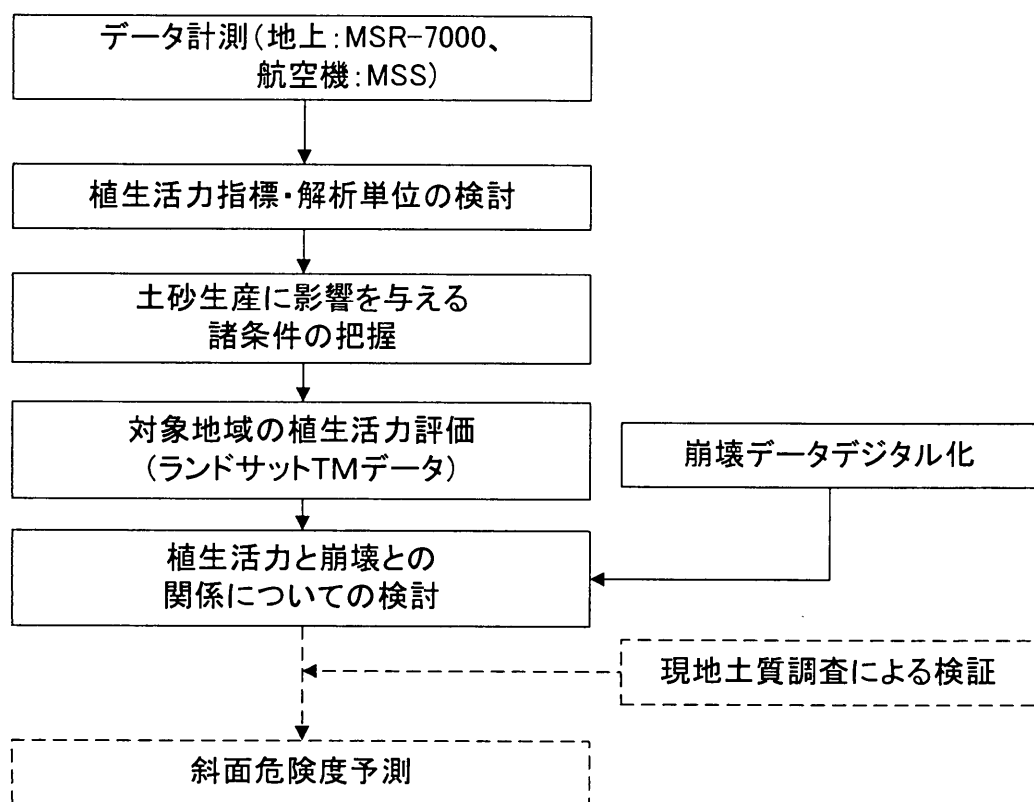 データ計測(地上:MSR-7000、
航空機:MSS)
植生活力指標・解析単位の検討
土砂生産に影響を与える
諸条件の把握
対象地域の植生活力評価
(ランドサットTMデータ)
崩壊データデジタル化
植生活力と崩壊との
関係についての検討
現地土質調査による検証
斜面危険度予測